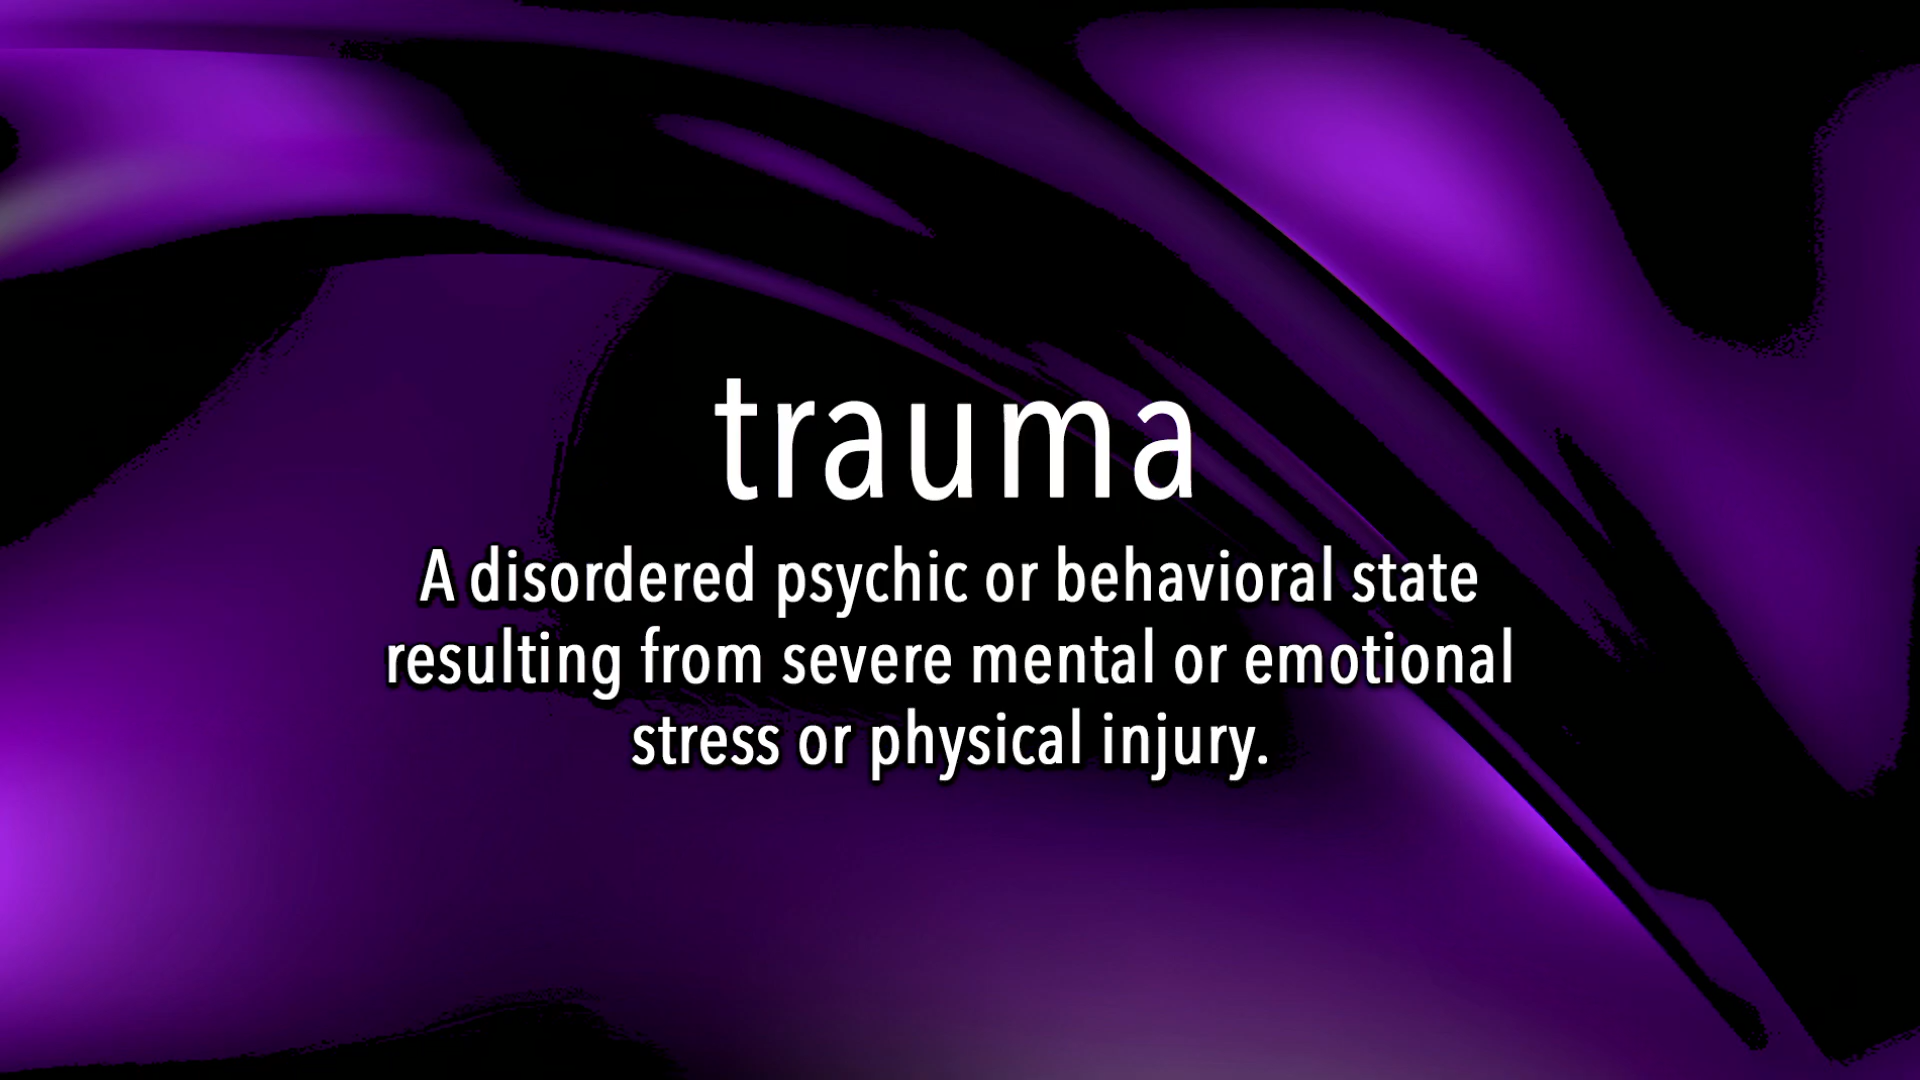 trauma
A disordered psychic or behavioral state
resulting from severe mental or emotional
stress or physical injury.